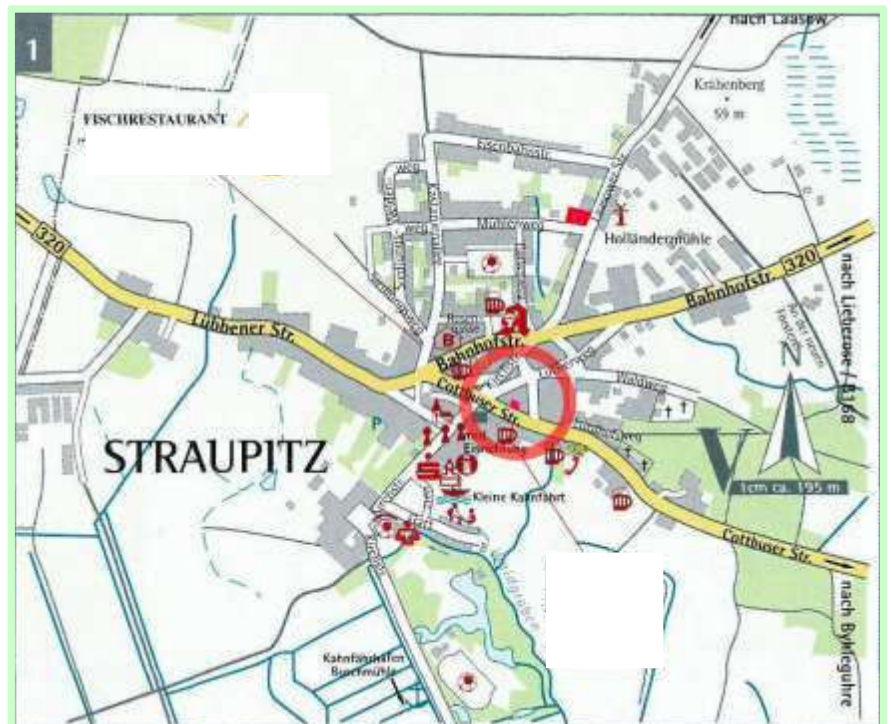 1
nach Laasow
Krähenberg
59 m
FISCHRESTAURANT
Mühlenweg
Holländermühle
320
Lübbener Str.
Bahnhofstr.
320
Bahnhofstr.
B
Cottbuser Str.
Waldweg
nach Lieberose / B168
N
P
STRAUPITZ
Kleine Kahnfahrt
1cm ca. 195 m
Cottbuser Str.
nach Byhleguhre
Kahnfährhafen
Buschmühle